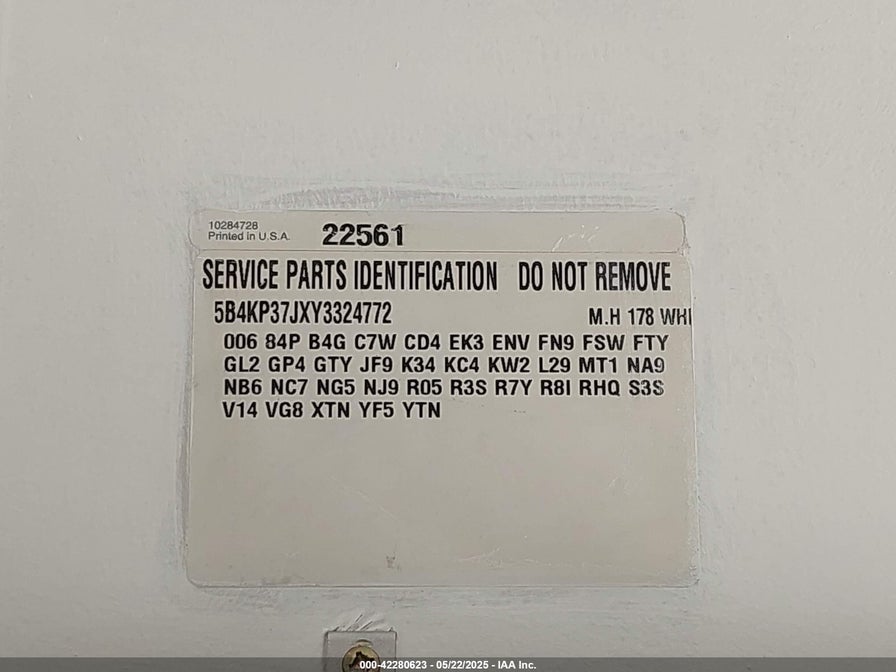 10284728
Printed in U.S.A.
22561
SERVICE PARTS IDENTIFICATION DO NOT REMOVE
5B4KP37JXY3324772 M.H 178 WHI
006 84P B4G C7W CD4 EK3 ENV FN9 FSW FTY
GL2 GP4 GTY JF9 K34 KC4 KW2 L29 MT1 NA9
NB6 NC7 NG5 NJ9 R05 R3S R7Y R8I RHQ S3S
V14 VG8 XTN YF5 YTN
000-42280623 - 05/22/2025 - IAA Inc.